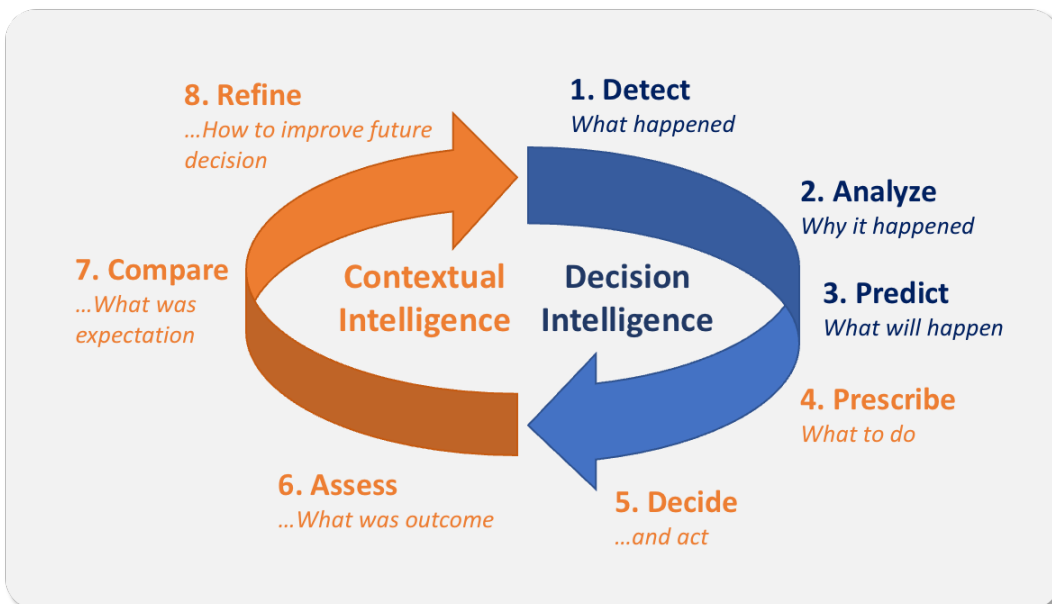 1. Detect
What happened
2. Analyze
Why it happened
3. Predict
What will happen
4. Prescribe
What to do
5. Decide
...and act
6. Assess
...What was outcome
7. Compare
...What was
expectation
8. Refine
...How to improve future
decision
Contextual
Intelligence
Decision
Intelligence